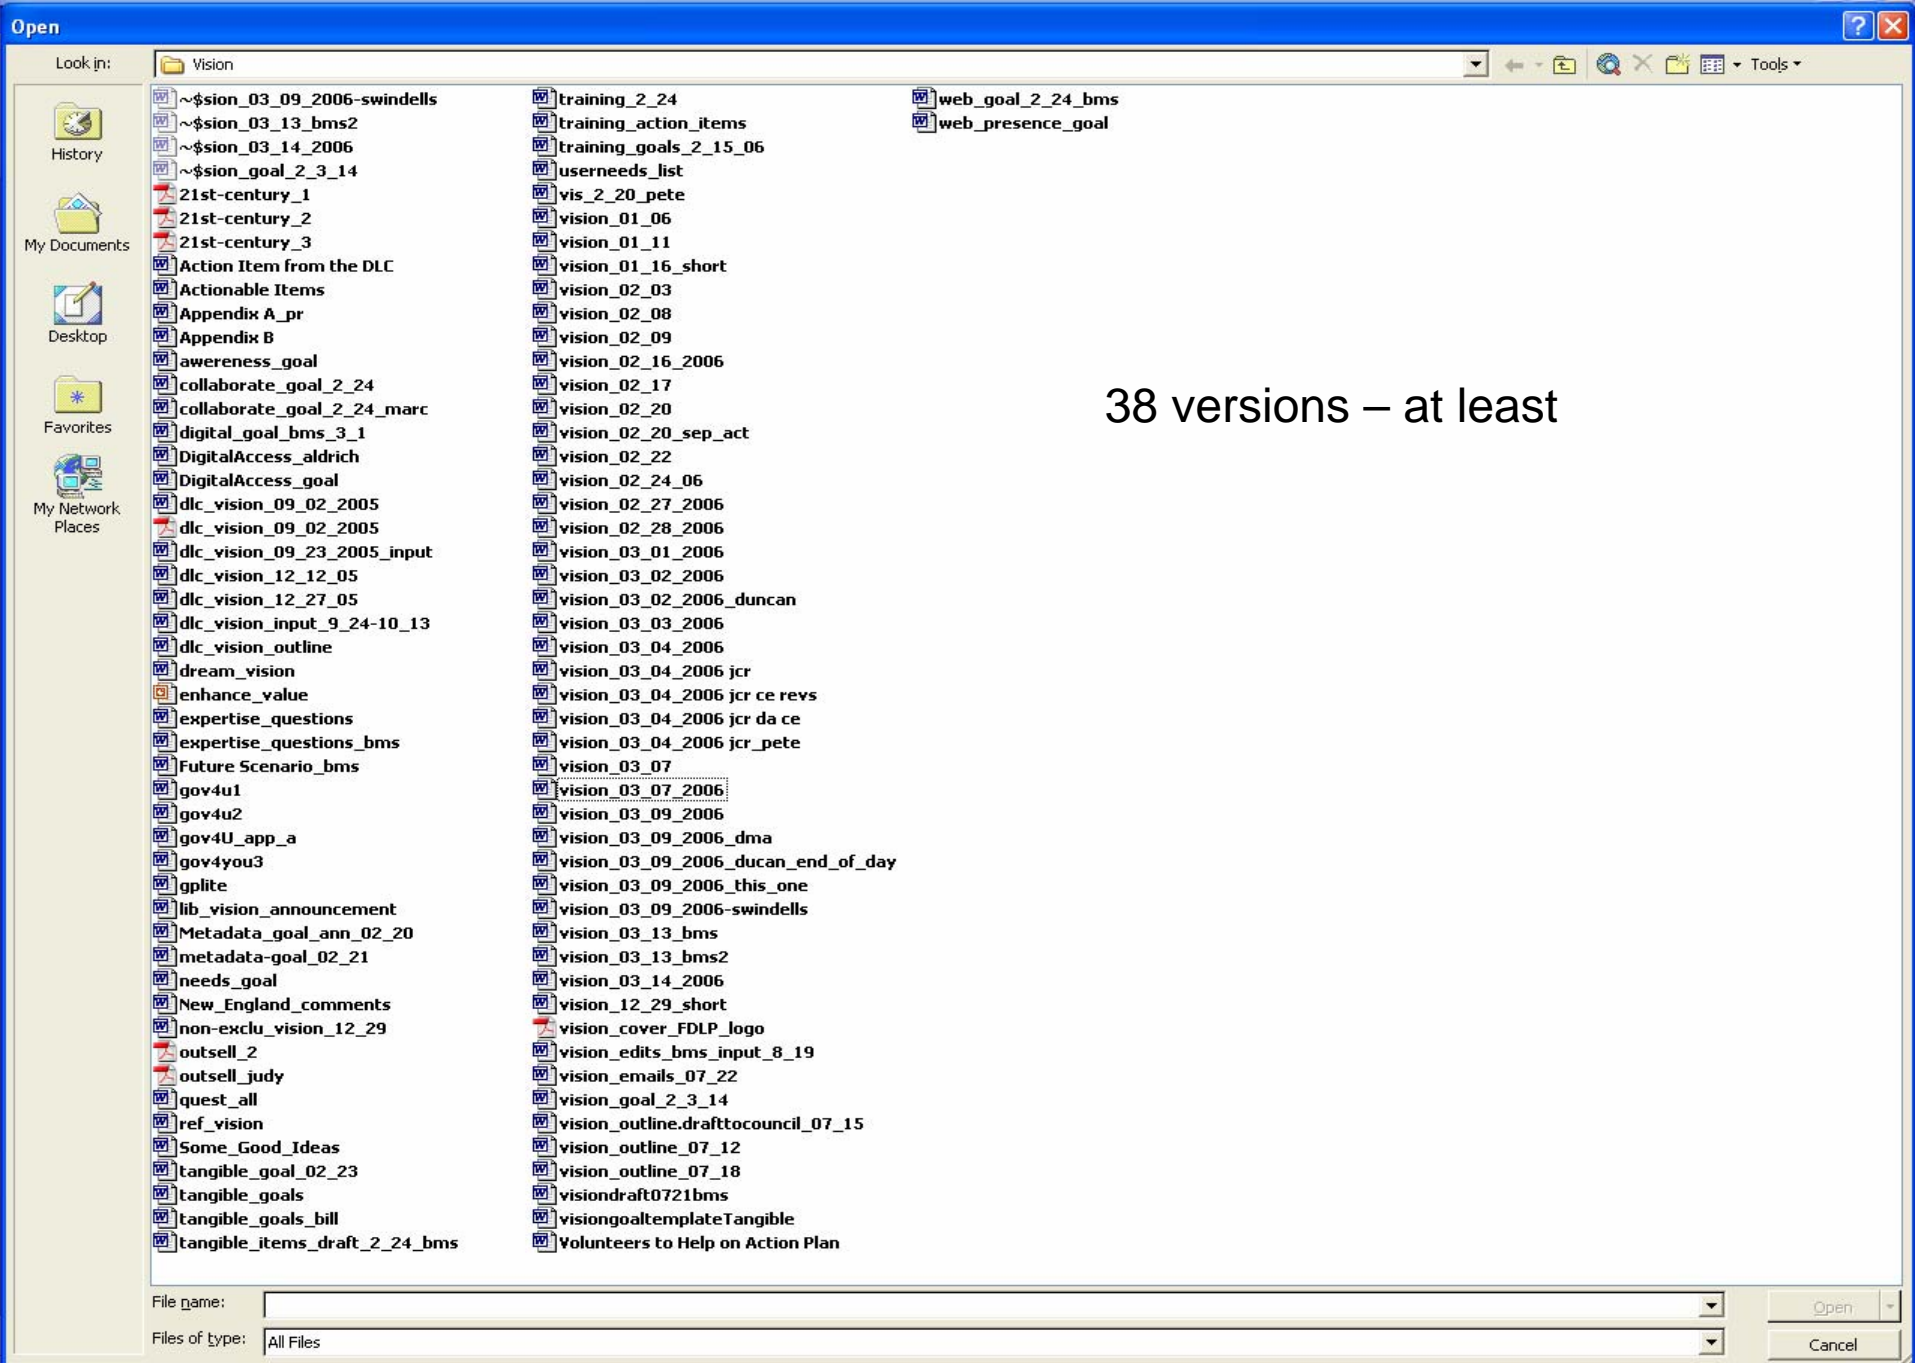 Open
Look in:
Vision
Tools
History
My Documents
Desktop
Favorites
My Network
Places
~$sion_03_09_2006-swindells
~$sion_03_13_bms2
~$sion_03_14_2006
~$sion_goal_2_3_14
21st-century_1
21st-century_2
21st-century_3
Action Item from the DLC
Actionable Items
Appendix A_pr
Appendix B
awereness_goal
collaborate_goal_2_24
collaborate_goal_2_24_marc
digital_goal_bms_3_1
DigitalAccess_aldrich
DigitalAccess_goal
dlc_vision_09_02_2005
dlc_vision_09_02_2005
dlc_vision_09_23_2005_input
dlc_vision_12_12_05
dlc_vision_12_27_05
dlc_vision_input_9_24-10_13
dlc_vision_outline
dream_vision
enhance_value
expertise_questions
expertise_questions_bms
Future Scenario_bms
gov4u1
gov4u2
gov4U_app_a
gov4you3
gplite
lib_vision_announcement
Metadata_goal_ann_02_20
metadata-goal_02_21
needs_goal
New_England_comments
non-exclu_vision_12_29
outsell_2
outsell_judy
quest_all
ref_vision
Some_Good_Ideas
tangible_goal_02_23
tangible_goals
tangible_goals_bill
tangible_items_draft_2_24_bms
training_2_24
training_action_items
training_goals_2_15_06
userneeds_list
vis_2_20_pete
vision_01_06
vision_01_11
vision_01_16_short
vision_02_03
vision_02_08
vision_02_09
vision_02_16_2006
vision_02_17
vision_02_20
vision_02_20_sep_act
vision_02_22
vision_02_24_06
vision_02_27_2006
vision_02_28_2006
vision_03_01_2006
vision_03_02_2006
vision_03_02_2006_duncan
vision_03_03_2006
vision_03_04_2006
vision_03_04_2006 jcr
vision_03_04_2006 jcr ce revs
vision_03_04_2006 jcr da ce
vision_03_04_2006 jcr_pete
vision_03_07
vision_03_07_2006
vision_03_09_2006
vision_03_09_2006_dma
vision_03_09_2006_ducan_end_of_day
vision_03_09_2006_this_one
vision_03_09_2006-swindells
vision_03_13_bms
vision_03_13_bms2
vision_03_14_2006
vision_12_29_short
vision_cover_FDLP_logo
vision_edits_bms_input_8_19
vision_emails_07_22
vision_goal_2_3_14
vision_outline.drafttocouncil_07_15
vision_outline_07_12
vision_outline_07_18
visiondraft0721bms
visiongoaltemplateTangible
Volunteers to Help on Action Plan
web_goal_2_24_bms
web_presence_goal
38 versions – at least
File name:
Open
Files of type:
All Files
Cancel